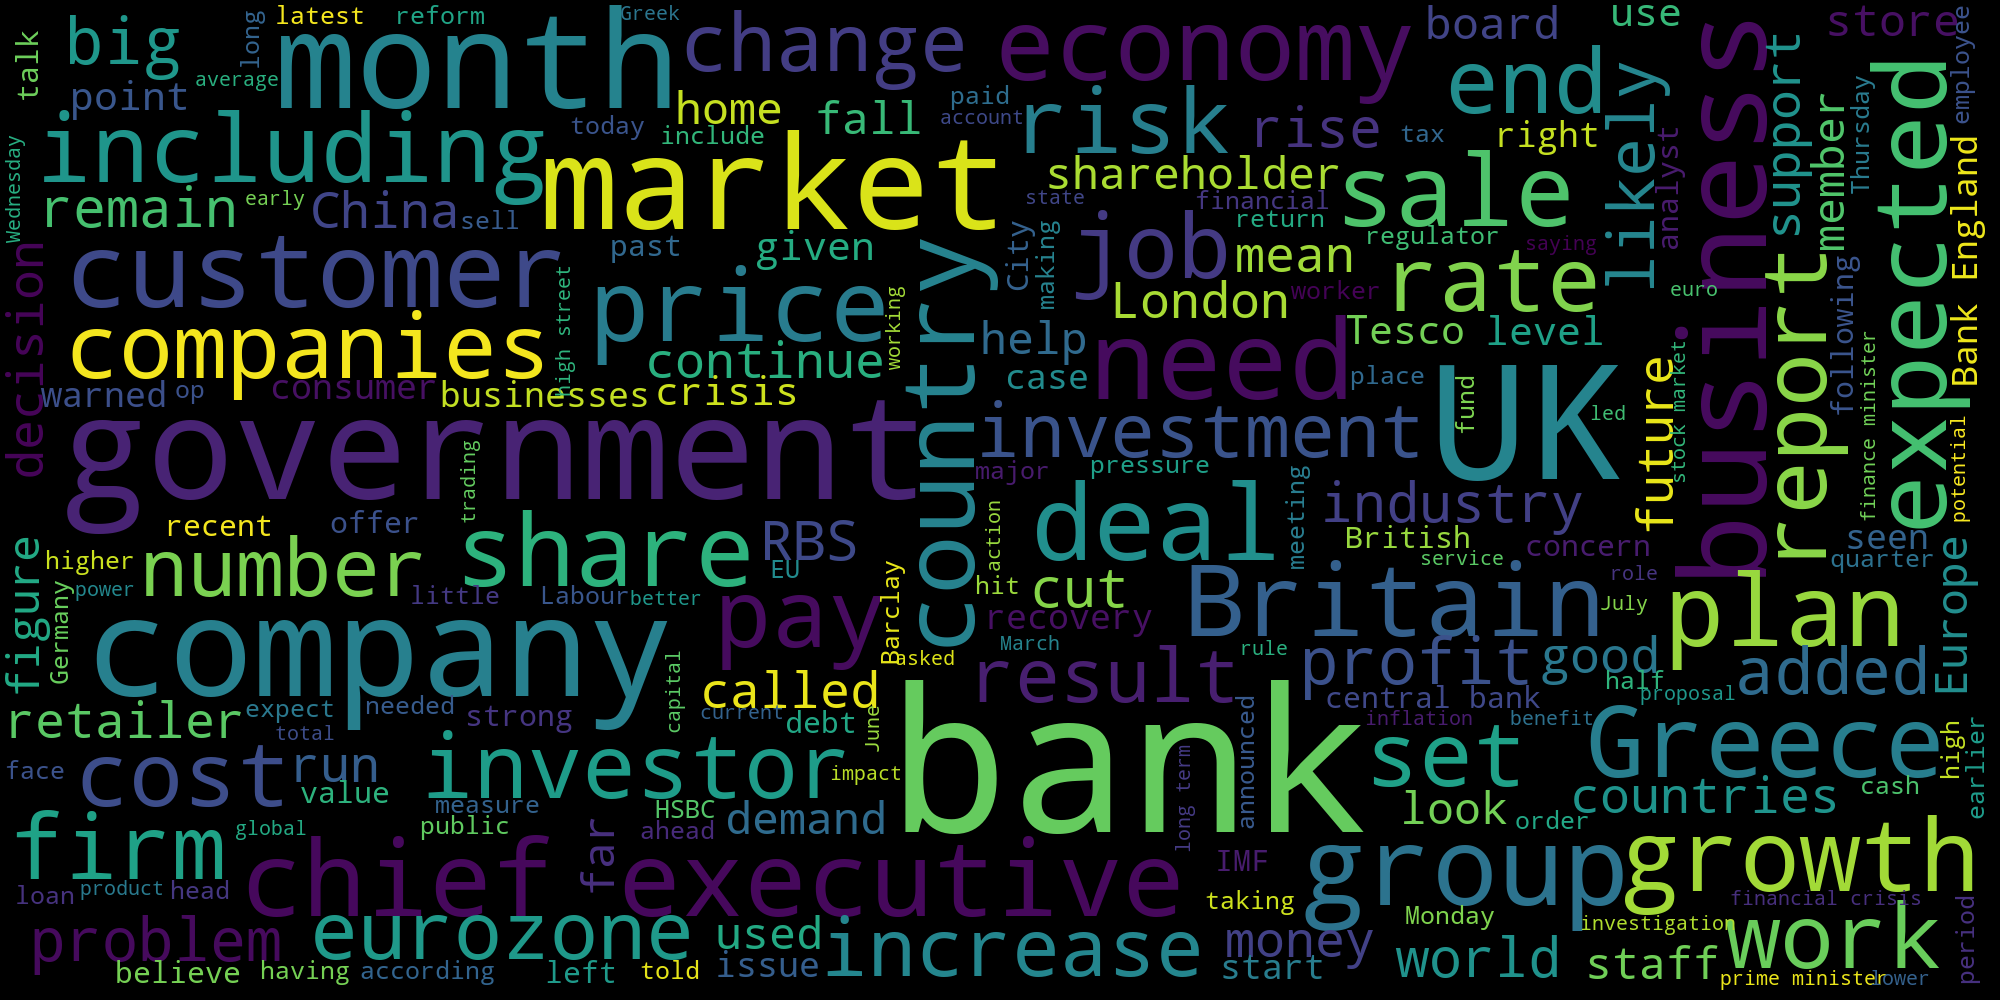 latest
reform
Greek
use
store
big
long
month
change
economy
board
talk
average
point
home
paid
account
fall
risk
rise
end
tax
right
likely
analyst
business
support
Thursday
member
expected
employee
including
today
include
market
shareholder
sale
Wednesday
remain
early
China
sell
state
financial
return
regulator
saying
past
given
City
making
job
mean
rate
Bank England
decision
customer
price
country
London
worker
euro
report
following
companies
high street
working
continue
help
need
Tesco
level
case
place
UK
future
stock market
finance minister
warned
op
consumer
businesses
crisis
fund
led
government
investment
trading
major
pressure
potential
recent
offer
share
RBS
EU
action
deal
meeting
industry
British
concern
service
seen
quarter
figure
higher
Germany
power
number
little
Labour
better
pay
Barclay
hit
cut
recovery
Britain
role
July
plan
Europe
company
asked
March
result
rule
profit
good
half
proposal
added
retailer
expect
total
needed
strong
capital
called
current
debt
June
bank
central bank
inflation
benefit
Greece
high
earlier
face
cost
run
value
investor
impact
long term
announced
set
look
order
countries
cash
measure
public
HSBC
ahead
demand
firm
global
far
chief executive
IMF
group
growth
loan
product
head
taking
Monday
financial crisis
investigation
period
problem
eurozone
used
increase
money
work
believe
having
according
left
told
issue
start
world
staff
prime minister
lower